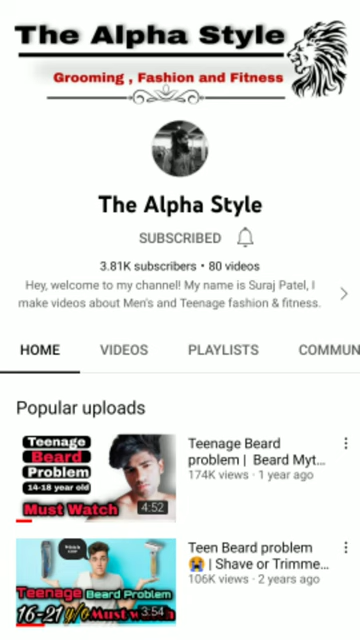 The Alpha Style
Grooming , Fashion and Fitness
The Alpha Style
SUBSCRIBED
3.81K subscribers • 80 videos
Hey, welcome to my channel! My name is Suraj Patel, I
make videos about Men's and Teenage fashion & fitness.
HOME VIDEOS PLAYLISTS COMMUN
Popular uploads
Teenage
Beard
Problem
14-18 year old
Must Watch
4:52
Teenage Beard
problem | Beard Myt...
174K views · 1 year ago
Teenage Beard Problem
16-21 y/o Must
3:54
Teen Beard problem
😭 | Shave or Trimme...
106K views · 2 years ago